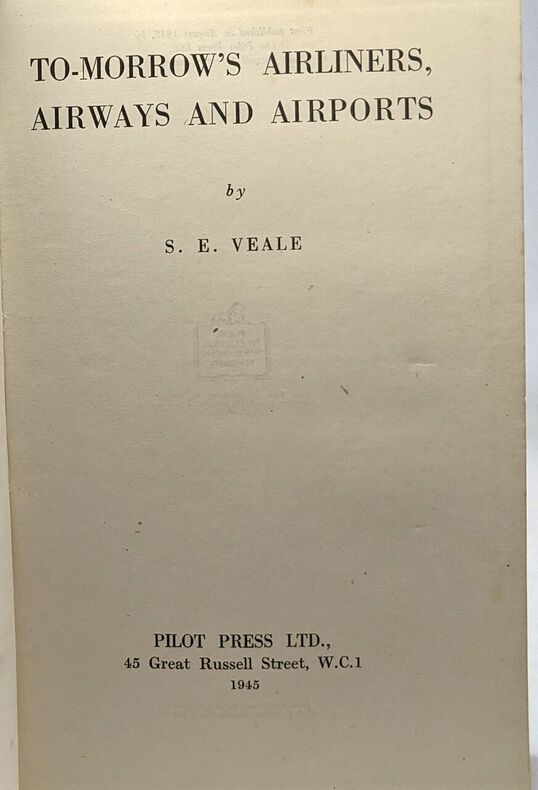 TO-MORROW'S AIRLINERS,
AIRWAYS AND AIRPORTS
by
S. E. VEALE
PILOT PRESS LTD.,
45 Great Russell Street, W.C.1
1945